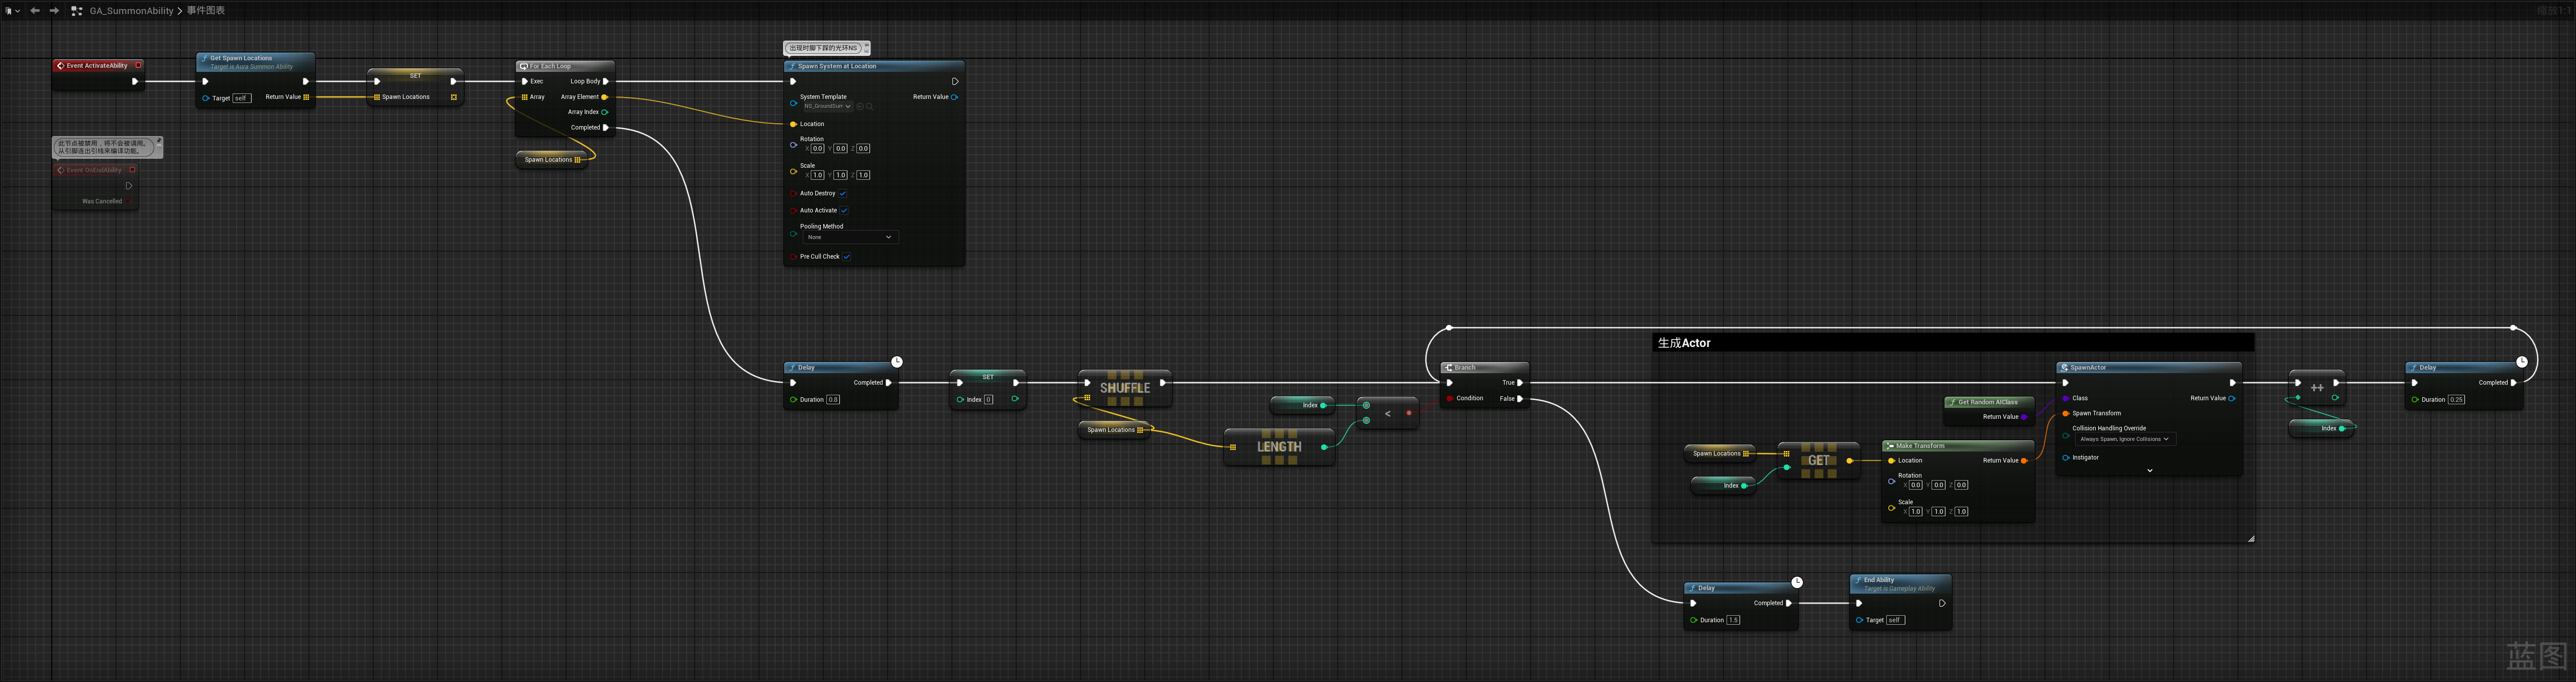 GA_SummonAbility > 事件图表
缩放1:1
Event ActivateAbility
Get Spawn Locations
Target is Aura Summon Ability
Target self
Return Value
SET
Spawn Locations
For Each Loop
Exec
Loop Body
Array
Array Element
Array Index
Completed
Spawn Locations
出现时脚下踩的光环NS
Spawn System at Location
System Template
NS_GroundSum
Return Value
Location
Rotation
X 0.0 Y 0.0 Z 0.0
Scale
X 1.0 Y 1.0 Z 1.0
Auto Destroy
Auto Activate
Pooling Method
None
Pre Cull Check
此节点被禁用，将不会被调用。
从引脚连出引线来编译功能。
Event OnEndAbility
Was Cancelled
Delay
Completed
Duration 0.8
SET
Index 0
SHUFFLE
Spawn Locations
LENGTH
Index
<
Branch
True
Condition
False
生成Actor
Spawn Locations
Index
GET
Get Random AIClass
Return Value
Make Transform
Location
Return Value
Rotation
X 0.0 Y 0.0 Z 0.0
Scale
X 1.0 Y 1.0 Z 1.0
SpawnActor
Class
Return Value
Spawn Transform
Collision Handling Override
Always Spawn, Ignore Collisions
Instigator
++
Index
Delay
Completed
Duration 0.25
Delay
Completed
Duration 1.5
End Ability
Target is Gameplay Ability
Target self
蓝图